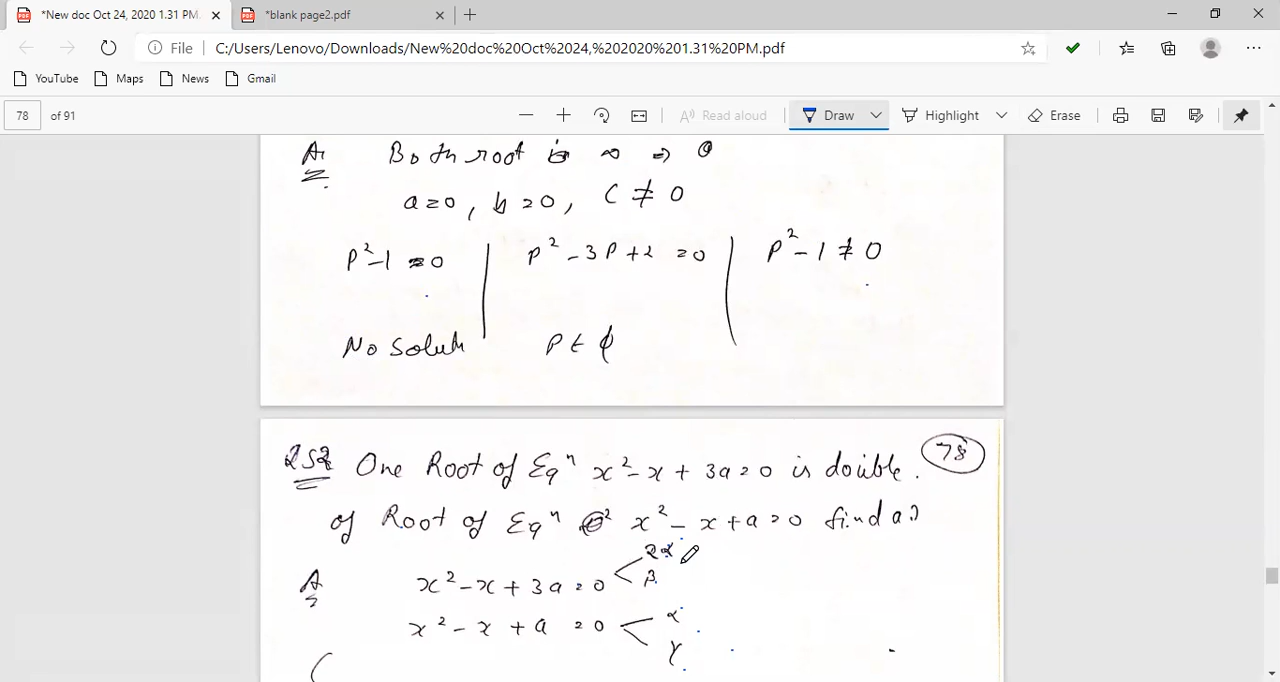 *New doc Oct 24, 2020 1.31 PM.
*blank page2.pdf
File C:/Users/Lenovo/Downloads/New%20doc%20Oct%2024,%202020%201.31%20PM.pdf
YouTube Maps News Gmail
78 of 91 Read aloud Draw Highlight Erase
A Both root is ∞ ⇒
a=0, b=0, C ≠ 0
P²-1 = 0 | P²-3P+2 = 0 | P²-1 ≠ 0
No Solun P ∈ ϕ
252 One Root of Eqⁿ x²-x+3a=0 is double. 78
of Root of Eqⁿ x²-x+a=0 find a?
A x²-x+3a=0 < 2α β
x²-x+a=0 < α γ
(